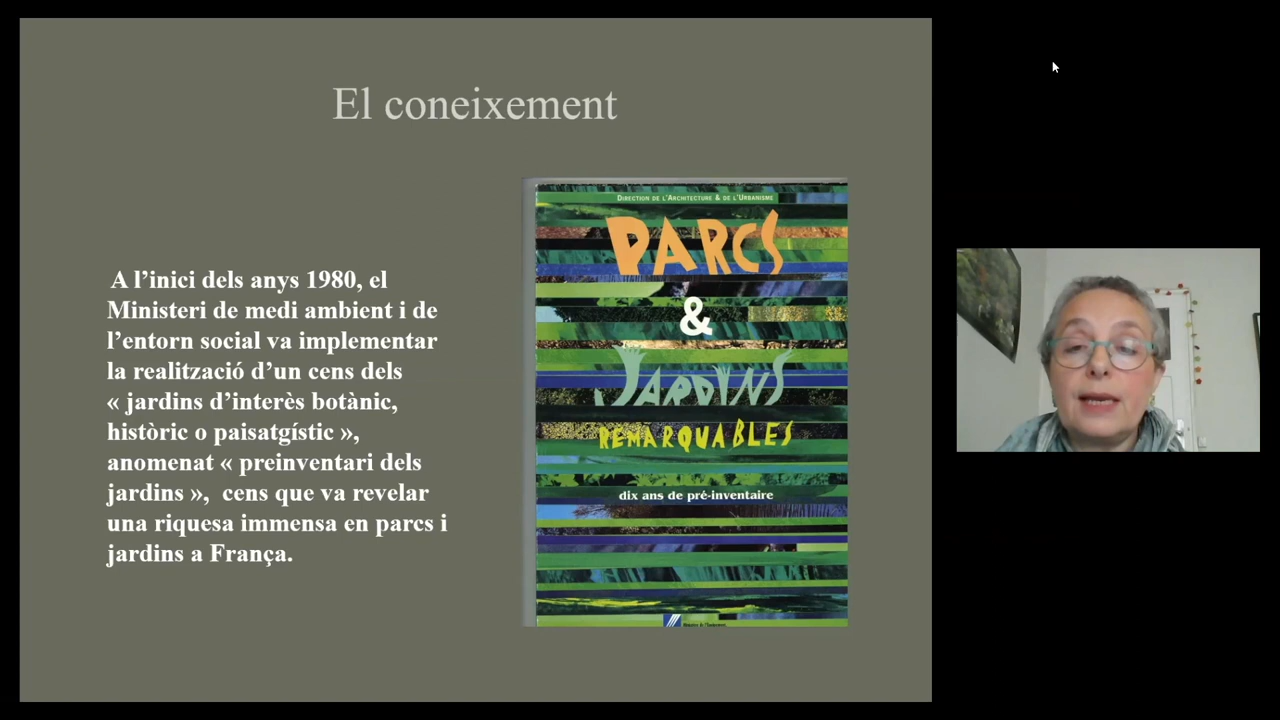 El coneixement
A l’inici dels anys 1980, el
Ministeri de medi ambient i de
l’entorn social va implementar
la realització d’un cens dels
« jardins d’interès botànic,
històric o paisatgístic »,
anomenat « preinventari dels
jardins »,  cens que va revelar
una riquesa immensa en parcs i
jardins a França.
DIRECTION DE L’ARCHITECTURE & DE L’URBANISME
PARCS
&
JARDINS
REMARQUABLES
dix ans de pré-inventaire